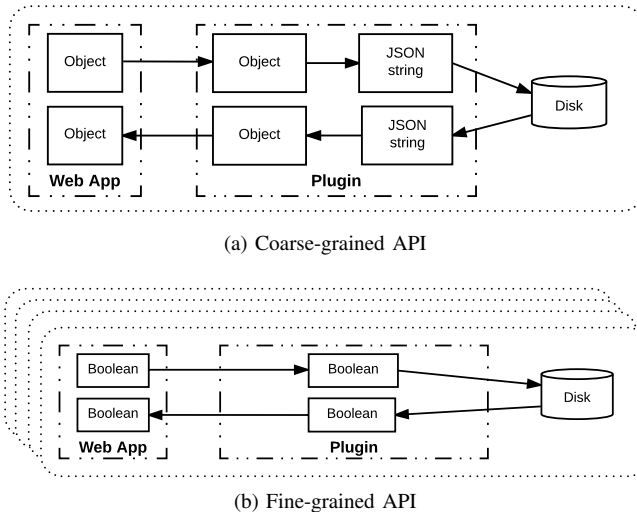 Object
Object
JSON
string
Disk
Object
Object
JSON
string
Web App
Plugin
(a) Coarse-grained API
Boolean
Boolean
Disk
Boolean
Boolean
Web App
Plugin
(b) Fine-grained API